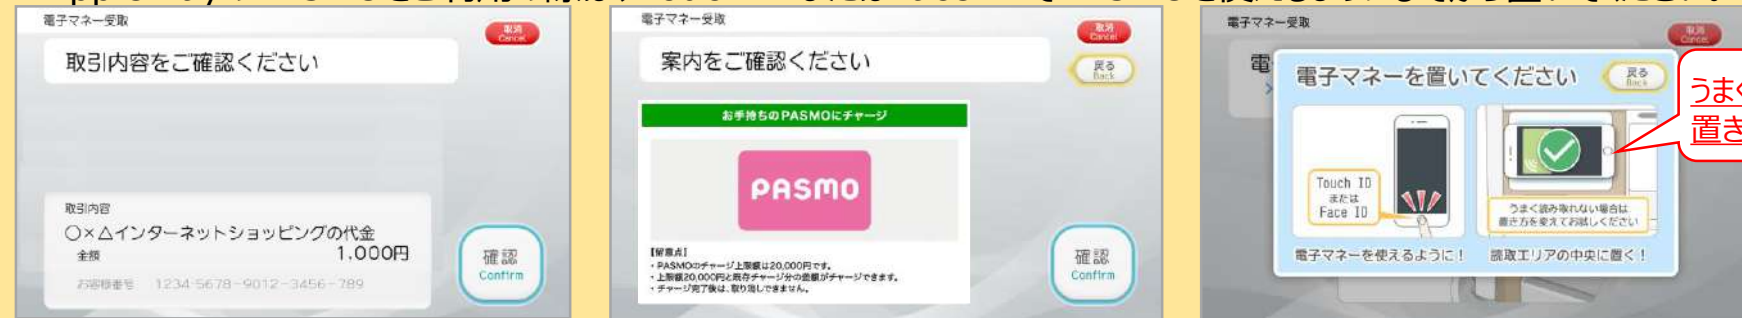 電子マネー受取
取消
Cancel
取引内容をご確認ください
取引内容
○×△インターネットショッピングの代金
金額 1,000円
お客様番号 1234-5678-9012-3456-789
確認
Confirm
電子マネー受取
取消
Cancel
案内をご確認ください
戻る
Back
お手持ちのPASMOにチャージ
PASMO
【留意点】
・PASMOのチャージ上限額は20,000円です。
・上限額20,000円と既存チャージ分の差額がチャージできます。
・チャージ完了後は、取り消しできません。
確認
Confirm
電子マネー受取
取消
Cancel
電
電子マネーを置いてください
戻る
Back
Touch ID
または
Face ID
うまく読み取れない場合は
置き方を変えてお試しください
電子マネーを使えるように!
読取エリアの中央に置く!
うまく
置き